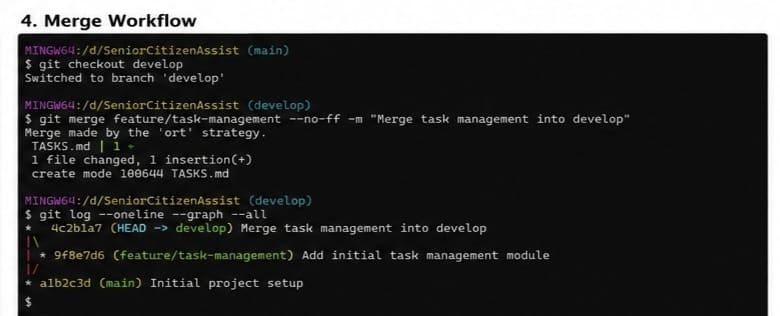 4. Merge Workflow
MINGW64:/d/SeniorCitizenAssist (main)
$ git checkout develop
Switched to branch 'develop'
MINGW64:/d/SeniorCitizenAssist (develop)
$ git merge feature/task-management --no-ff -m "Merge task management into develop"
Merge made by the 'ort' strategy.
TASKS.md | 1 +
1 file changed, 1 insertion(+)
create mode 100644 TASKS.md
MINGW64:/d/SeniorCitizenAssist (develop)
$ git log --oneline --graph --all
*   4c2b1a7 (HEAD -> develop) Merge task management into develop
|\
| * 9f8e7d6 (feature/task-management) Add initial task management module
|/
* a1b2c3d (main) Initial project setup
$